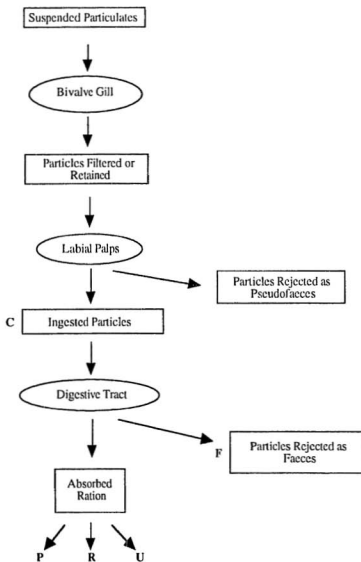 Suspended Particulates
Bivalve Gill
Particles Filtered or
Retained
Labial Palps
Particles Rejected as
Pseudofaeces
C
Ingested Particles
Digestive Tract
F
Particles Rejected as
Faeces
Absorbed
Ration
P
R
U